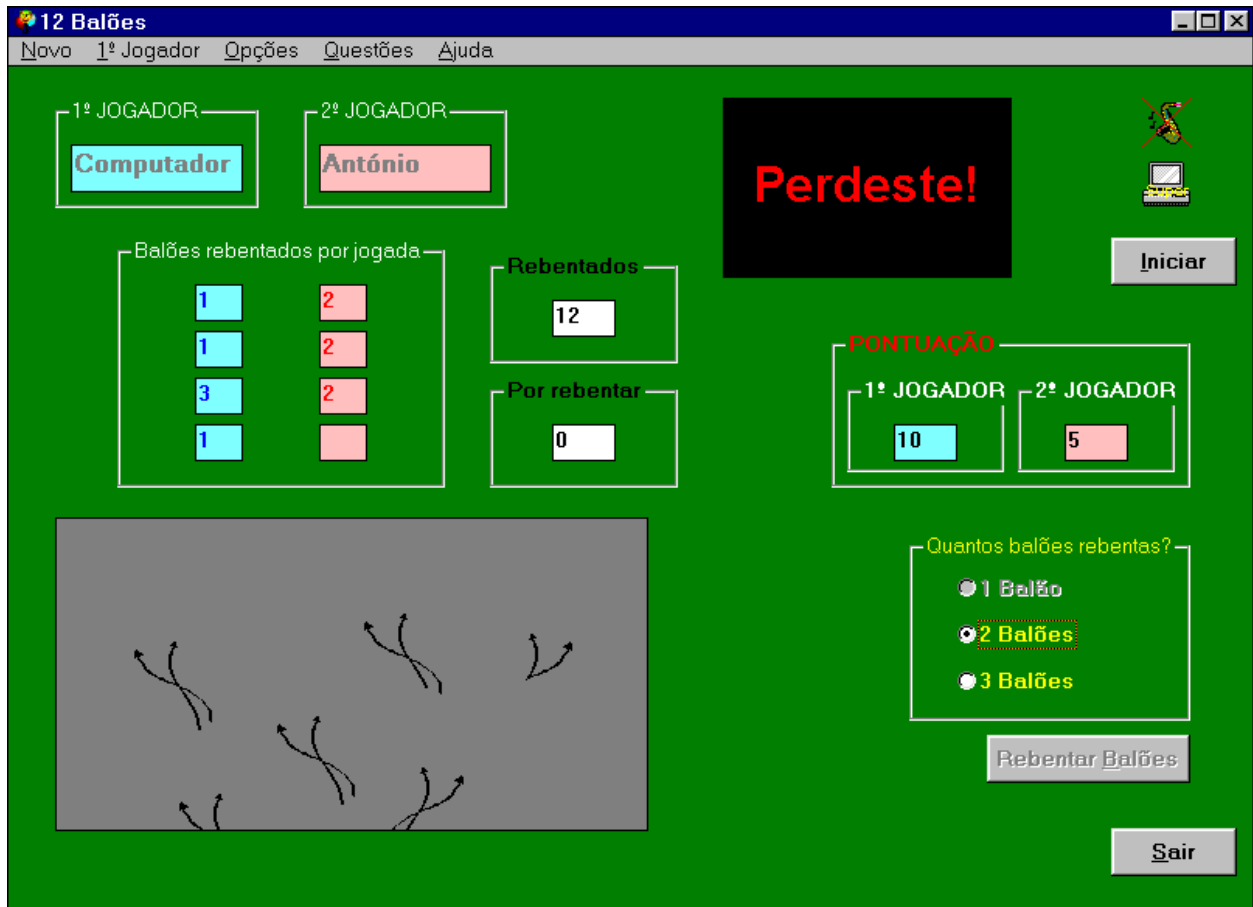 12 Balões
Novo 1º Jogador Opções Questões Ajuda
1º JOGADOR 2º JOGADOR
Computador António
Perdeste!
Super
Iniciar
Balões rebentados por jogada
1 2
1 2
3 2
1
Rebentados
12
Por rebentar
0
PONTUAÇÃO
1º JOGADOR 2º JOGADOR
10 5
Quantos balões rebentas?
1 Balão
2 Balões
3 Balões
Rebentar Balões
Sair